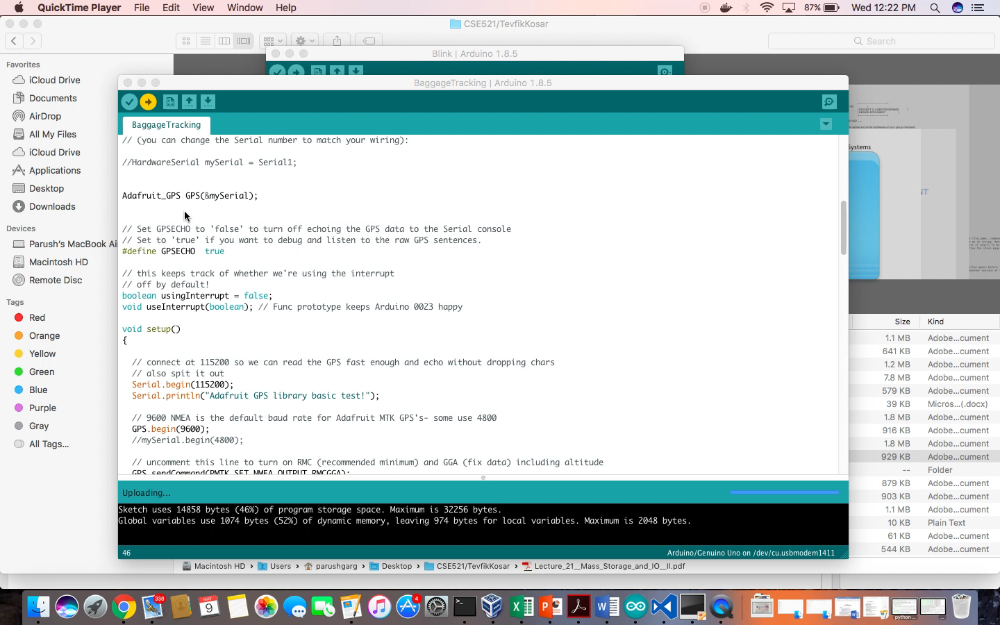 QuickTime Player File Edit View Window Help 87% Wed 12:22 PM
CSE521/TevfikKosar
Search
Favorites
iCloud Drive
Documents
AirDrop
All My Files
iCloud Drive
Applications
Desktop
Downloads
Devices
Parush's MacBook Ai
Macintosh HD
Remote Disc
Tags
Red
Orange
Yellow
Green
Blue
Purple
Gray
All Tags...
Blink | Arduino 1.8.5
BaggageTracking | Arduino 1.8.5
BaggageTracking
// (you can change the Serial number to match your wiring):
//HardwareSerial mySerial = Serial1;
Adafruit_GPS GPS(&mySerial);
// Set GPSECHO to 'false' to turn off echoing the GPS data to the Serial console
// Set to 'true' if you want to debug and listen to the raw GPS sentences.
#define GPSECHO  true
// this keeps track of whether we're using the interrupt
// off by default!
boolean usingInterrupt = false;
void useInterrupt(boolean); // Func prototype keeps Arduino 0023 happy
void setup()
{
// connect at 115200 so we can read the GPS fast enough and echo without dropping chars
// also spit it out
Serial.begin(115200);
Serial.println("Adafruit GPS library basic test!");
// 9600 NMEA is the default baud rate for Adafruit MTK GPS's- some use 4800
GPS.begin(9600);
//mySerial.begin(4800);
// uncomment this line to turn on RMC (recommended minimum) and GGA (fix data) including altitude
GPS.sendCommand(PMTK_SET_NMEA_OUTPUT_RMCGGA);
Uploading...
Sketch uses 14858 bytes (46%) of program storage space. Maximum is 32256 bytes.
Global variables use 1074 bytes (52%) of dynamic memory, leaving 974 bytes for local variables. Maximum is 2048 bytes.
46 Arduino/Genuino Uno on /dev/cu.usbmodem1411
Systems
NT
Size Kind
1.1 MB Adobe...cument
641 KB Adobe...cument
1.2 MB Adobe...cument
7.8 MB Adobe...cument
579 KB Adobe...cument
39 KB Micros...(.docx)
1.8 MB Adobe...cument
916 KB Adobe...cument
1.8 MB Adobe...cument
929 KB Adobe...cument
-- Folder
879 KB Adobe...cument
903 KB Adobe...cument
1.1 MB Adobe...cument
10 KB Plain Text
61 KB Adobe...cument
544 KB Adobe...cument
Macintosh HD › Users › parushgarg › Desktop › CSE521/TevfikKosar › Lecture_21__Mass_Storage_and_IO__II.pdf
338
MAY
9
4
python...